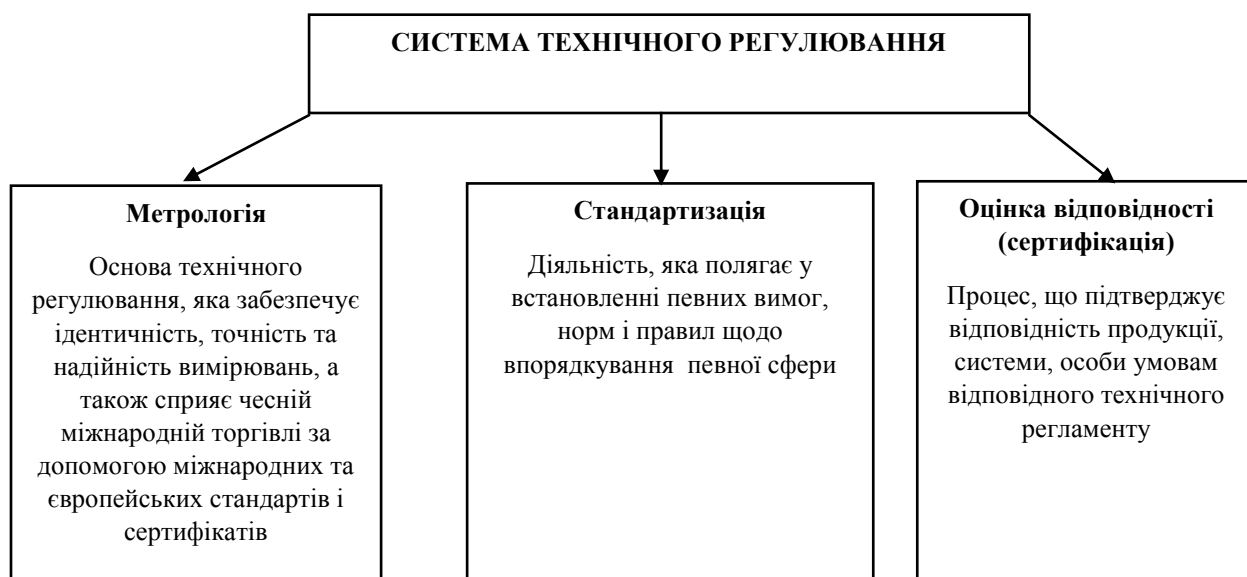 СИСТЕМА ТЕХНІЧНОГО РЕГУЛЮВАННЯ
Метрологія
Основа технічного
регулювання, яка забезпечує
ідентичність, точність та
надійність вимірювань, а
також сприяє чесній
міжнародній торгівлі за
допомогою міжнародних та
європейських стандартів і
сертифікатів
Стандартизація
Діяльність, яка полягає у
встановленні певних вимог,
норм і правил щодо
впорядкування певної сфери
Оцінка відповідності
(сертифікація)
Процес, що підтверджує
відповідність продукції,
системи, особи умовам
відповідного технічного
регламенту